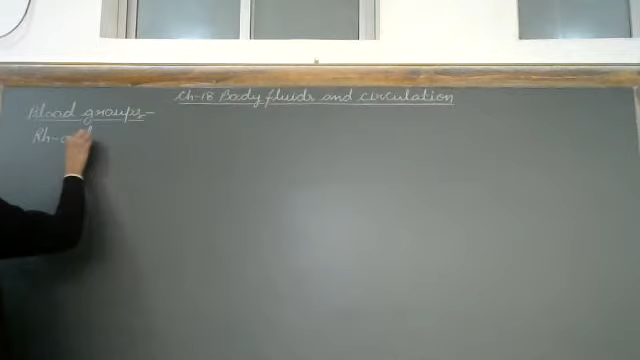 Ch-18 Body fluids and circulation
Blood groups-
Rh-